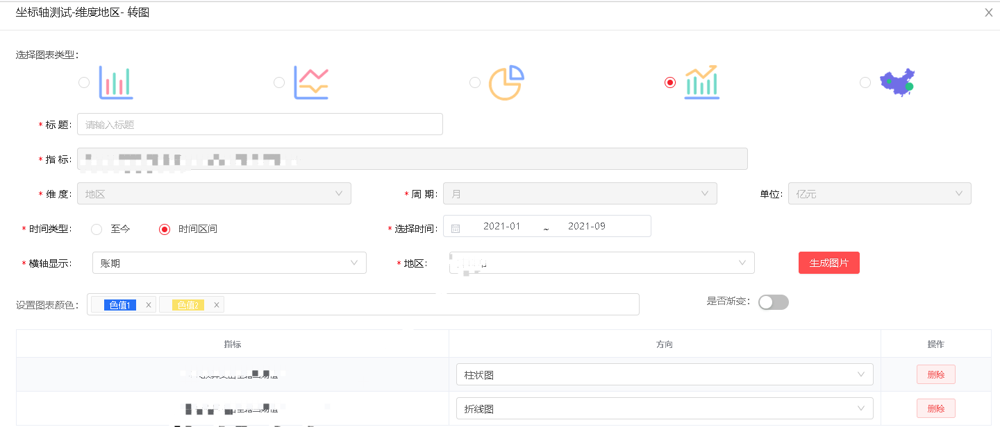 坐标轴测试-维度地区- 转图
选择图表类型：
* 标 题： 请输入标题
* 指 标：
* 维 度： 地区 * 周 期： 月 单位： 亿元
* 时间类型： 至今 时间区间 * 选择时间： 2021-01 ~ 2021-09
* 横轴显示： 账期 * 地区： 生成图片
设置图表颜色： 色值1 × 色值2 × 是否渐变：
指标 方向 操作
柱状图 删除
折线图 删除